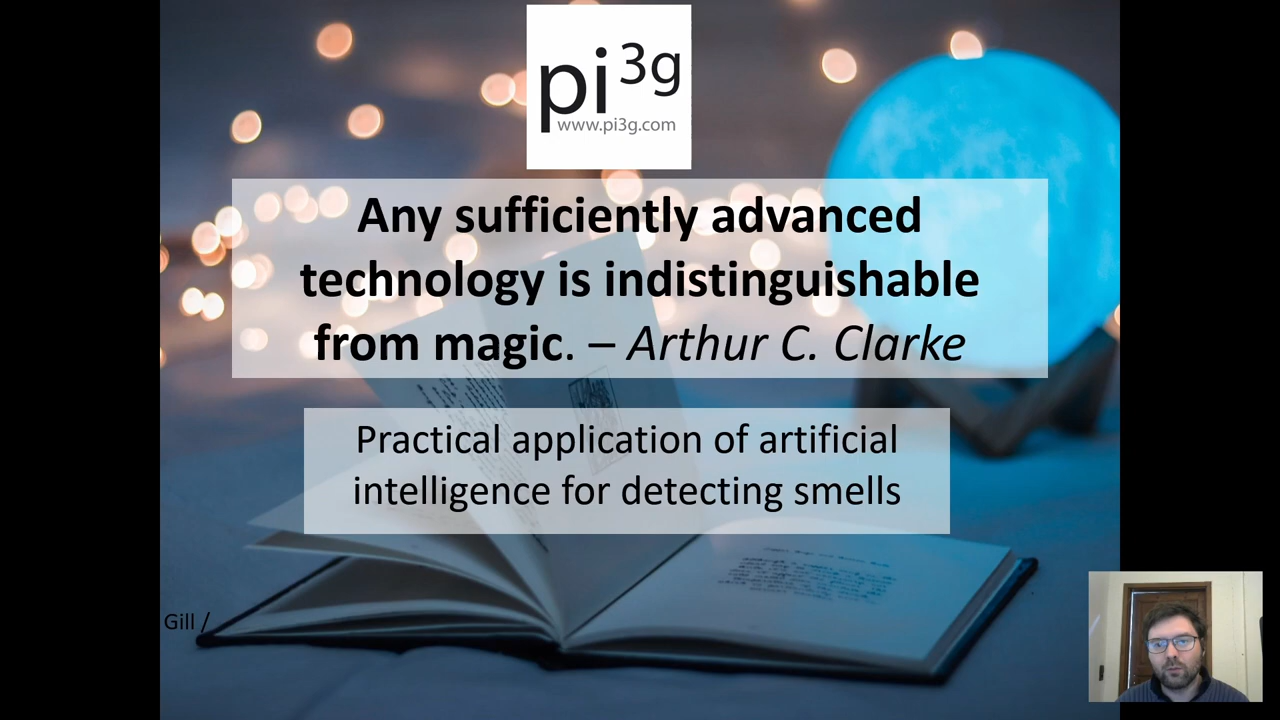 pi3g
www.pi3g.com
Any sufficiently advanced
technology is indistinguishable
from magic. – Arthur C. Clarke
Practical application of artificial
intelligence for detecting smells
Gill /